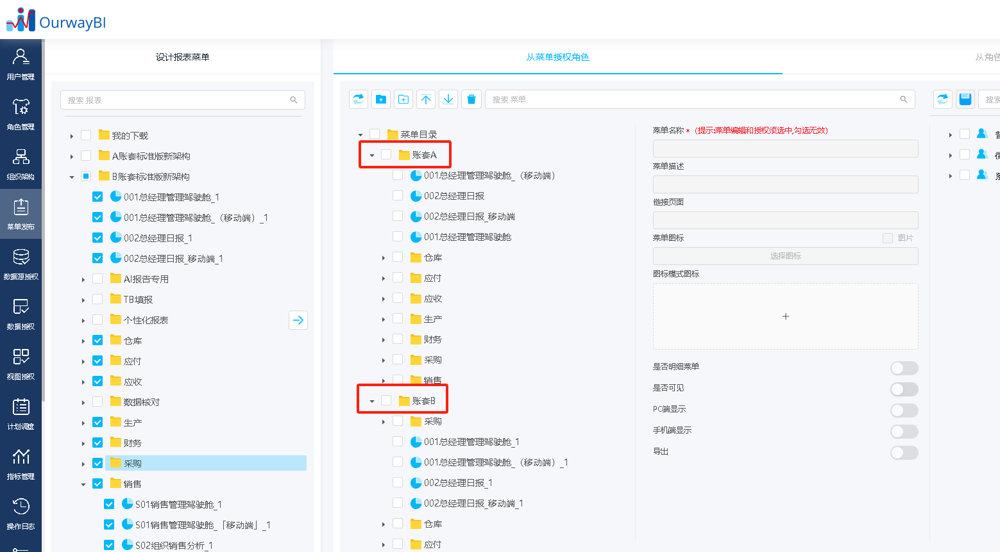 OurwayBI
用户管理
角色管理
组织架构
菜单发布
数据源授权
数据授权
视图授权
计划调度
指标管理
操作日志
设计报表菜单
搜索 报表
我的下载
A账套标准版新架构
B账套标准版新架构
001总经理管理驾驶舱_1
001总经理管理驾驶舱_（移动端）_1
002总经理日报_1
002总经理日报_移动端_1
AI报告专用
TB填报
个性化报表
仓库
应付
应收
数据核对
生产
财务
采购
销售
S01销售管理驾驶舱_1
S01销售管理驾驶舱_「移动端」_1
S02组织销售分析_1
从菜单授权角色
从角色
搜索 菜单
菜单目录
账套A
001总经理管理驾驶舱_（移动端）
002总经理日报
002总经理日报_移动端
001总经理管理驾驶舱
仓库
应付
应收
生产
财务
采购
销售
账套B
采购
001总经理管理驾驶舱_1
001总经理管理驾驶舱_（移动端）_1
002总经理日报_1
002总经理日报_移动端_1
仓库
应付
菜单名称 *（提示:菜单编辑和授权须选中,勾选无效)
菜单描述
链接页面
菜单图标
图片
选择图标
图标模式图标
是否明细菜单
是否可见
PC端显示
手机端显示
导出
搜索